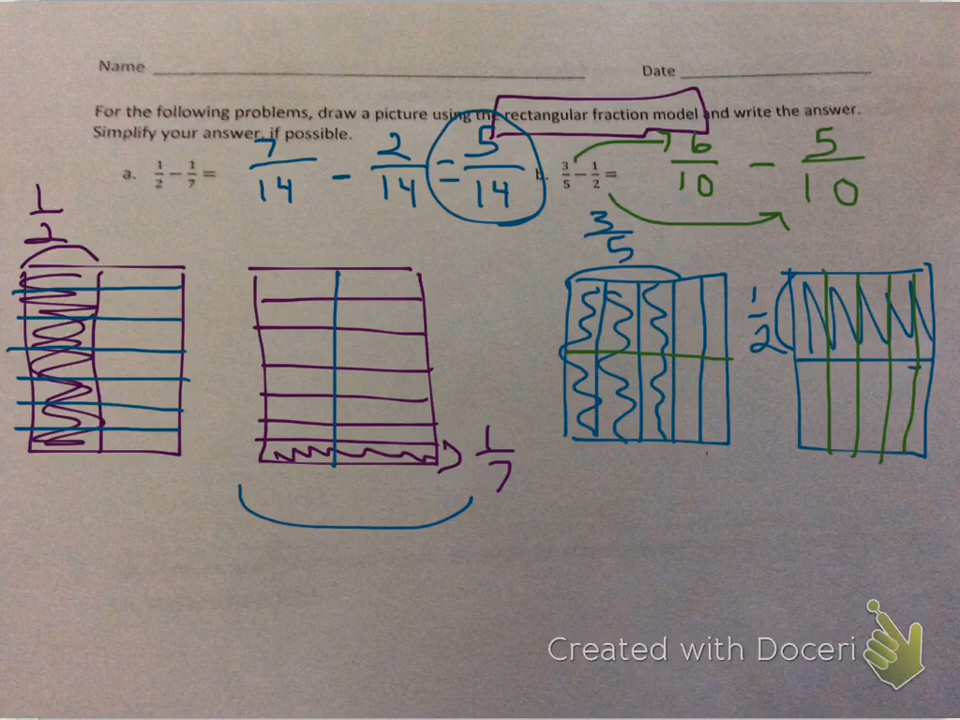 Name ____ Date ____
For the following problems, draw a picture using the rectangular fraction model and write the answer.
Simplify your answer, if possible.
a. 1/2 − 1/7 = 7/14 - 2/14 = 5/14
b. 3/5 − 1/2 = 6/10 - 5/10
1/2
3/5
1/2
1/7
Created with Doceri